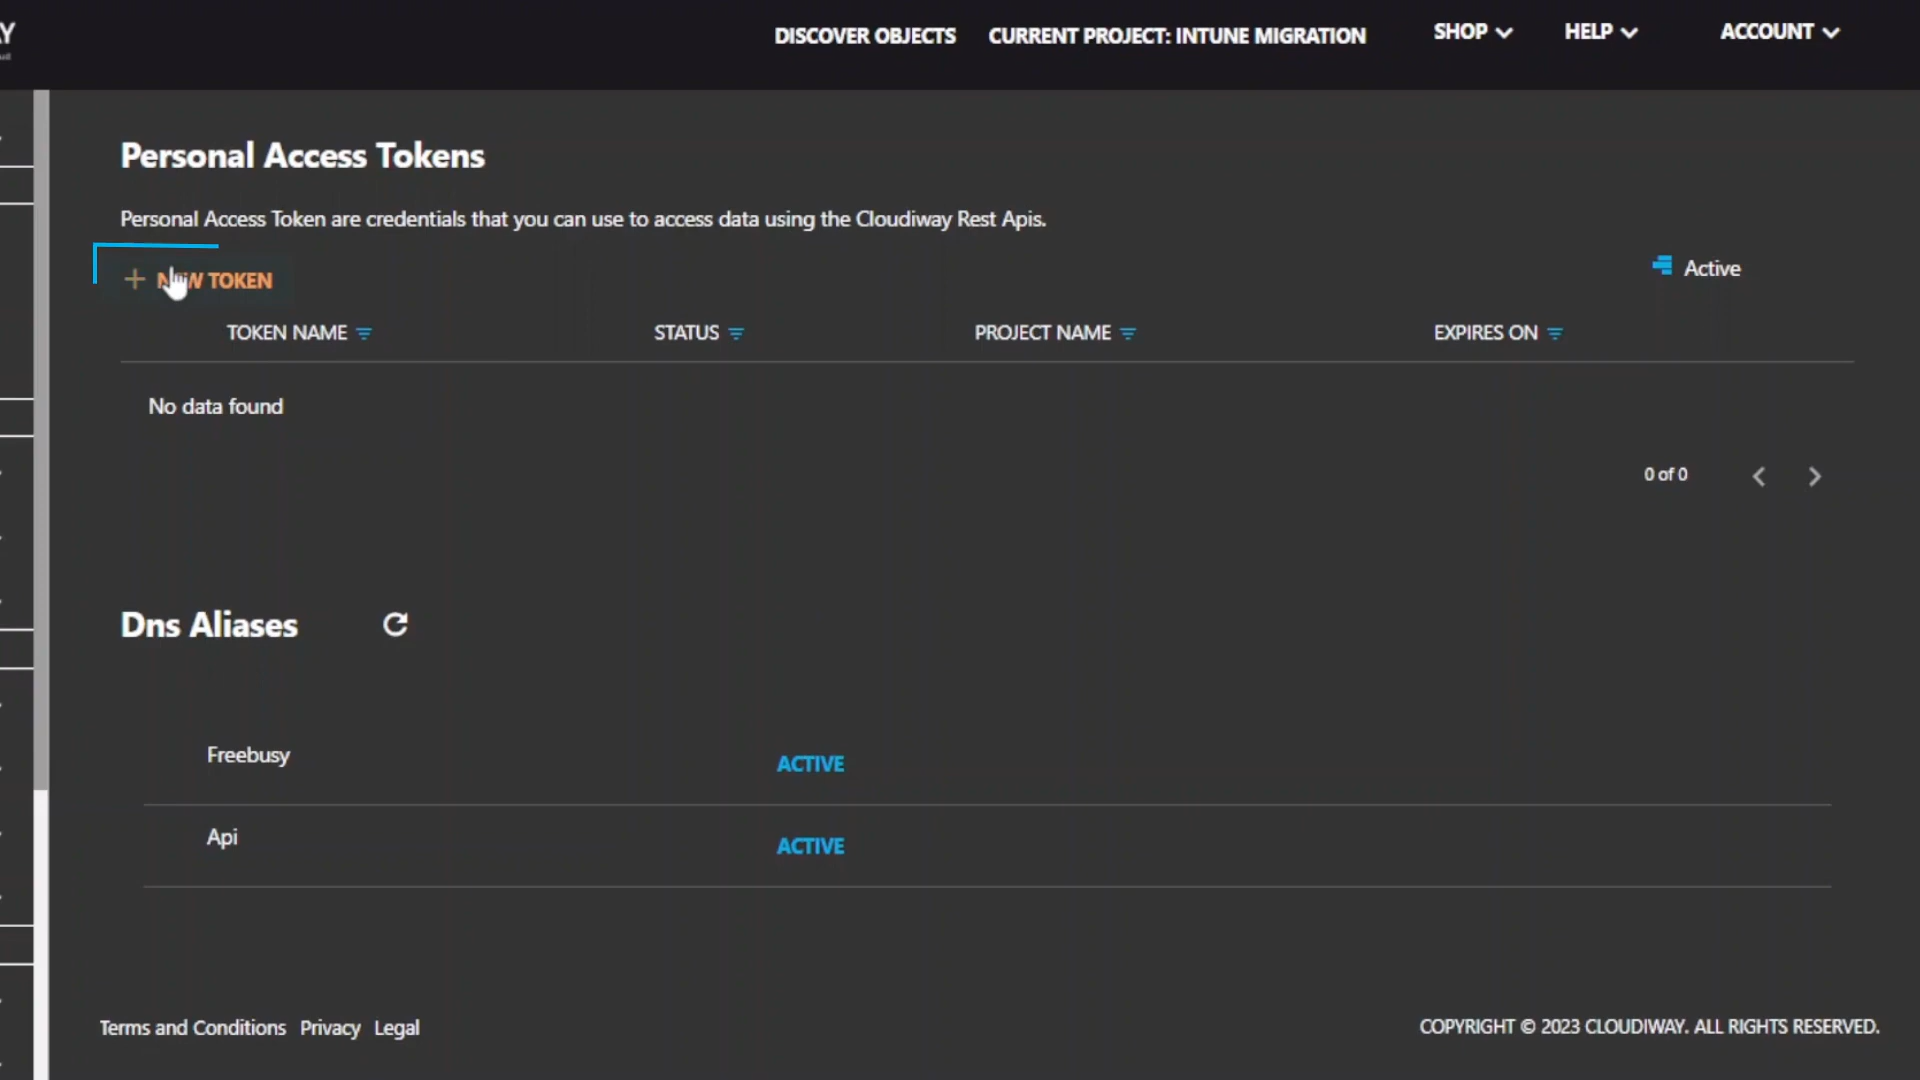 DISCOVER OBJECTS CURRENT PROJECT: INTUNE MIGRATION SHOP HELP ACCOUNT
Personal Access Tokens
Personal Access Token are credentials that you can use to access data using the Cloudiway Rest Apis.
NEW TOKEN
Active
TOKEN NAME STATUS PROJECT NAME EXPIRES ON
No data found
0 of 0
Dns Aliases
Freebusy ACTIVE
Api ACTIVE
Terms and Conditions Privacy Legal
COPYRIGHT © 2023 CLOUDIWAY. ALL RIGHTS RESERVED.